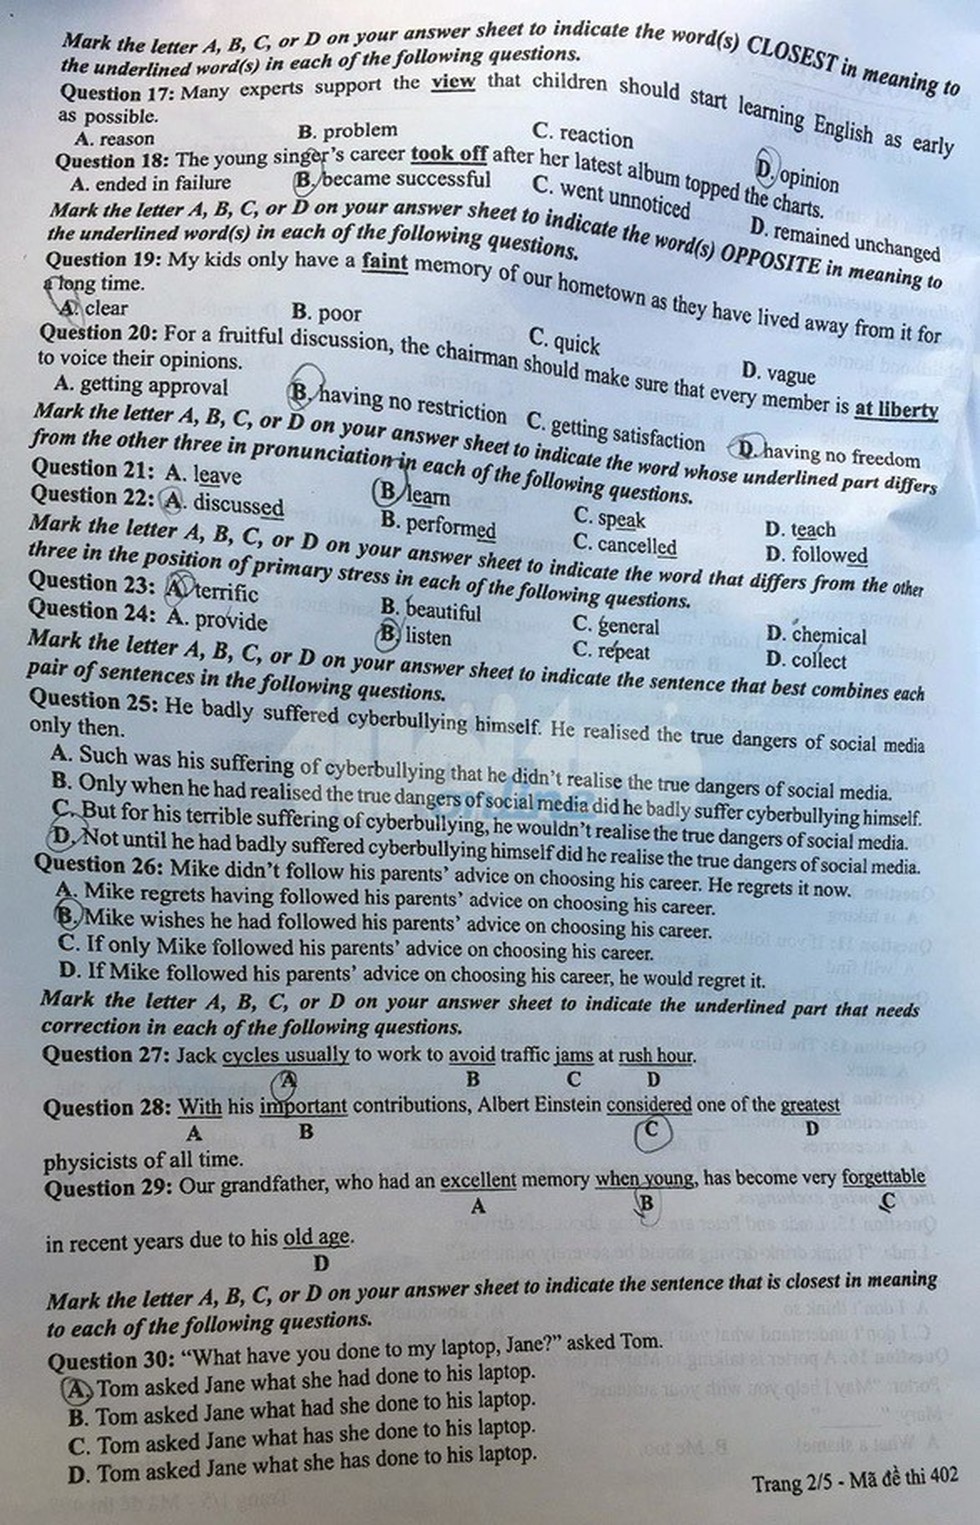 Mark the letter A, B, C, or D on your answer sheet to indicate the word(s) CLOSEST in meaning to
the underlined word(s) in each of the following questions.
Question 17: Many experts support the view that children should start learning English as early
as possible.
A. reason B. problem C. reaction D. opinion
Question 18: The young singer's career took off after her latest album topped the charts.
A. ended in failure B. became successful C. went unnoticed D. remained unchanged
Mark the letter A, B, C, or D on your answer sheet to indicate the word(s) OPPOSITE in meaning to
the underlined word(s) in each of the following questions.
Question 19: My kids only have a faint memory of our hometown as they have lived away from it for
a long time.
A. clear B. poor C. quick D. vague
Question 20: For a fruitful discussion, the chairman should make sure that every member is at liberty
to voice their opinions.
A. getting approval B. having no restriction C. getting satisfaction D. having no freedom
Mark the letter A, B, C, or D on your answer sheet to indicate the word whose underlined part differs
from the other three in pronunciation in each of the following questions.
Question 21: A. leave B. learn C. speak D. teach
Question 22: A. discussed B. performed C. cancelled D. followed
Mark the letter A, B, C, or D on your answer sheet to indicate the word that differs from the other
three in the position of primary stress in each of the following questions.
Question 23: A. terrific B. beautiful C. general D. chemical
Question 24: A. provide B. listen C. repeat D. collect
Mark the letter A, B, C, or D on your answer sheet to indicate the sentence that best combines each
pair of sentences in the following questions.
Question 25: He badly suffered cyberbullying himself. He realised the true dangers of social media
only then.
A. Such was his suffering of cyberbullying that he didn't realise the true dangers of social media.
B. Only when he had realised the true dangers of social media did he badly suffer cyberbullying himself.
C. But for his terrible suffering of cyberbullying, he wouldn't realise the true dangers of social media.
D. Not until he had badly suffered cyberbullying himself did he realise the true dangers of social media.
Question 26: Mike didn't follow his parents' advice on choosing his career. He regrets it now.
A. Mike regrets having followed his parents' advice on choosing his career.
B. Mike wishes he had followed his parents' advice on choosing his career.
C. If only Mike followed his parents' advice on choosing his career.
D. If Mike followed his parents' advice on choosing his career, he would regret it.
Mark the letter A, B, C, or D on your answer sheet to indicate the underlined part that needs
correction in each of the following questions.
Question 27: Jack cycles usually to work to avoid traffic jams at rush hour.
A B C D
Question 28: With his important contributions, Albert Einstein considered one of the greatest
A B C D
physicists of all time.
Question 29: Our grandfather, who had an excellent memory when young, has become very forgettable
A B C
in recent years due to his old age.
D
Mark the letter A, B, C, or D on your answer sheet to indicate the sentence that is closest in meaning
to each of the following questions.
Question 30: “What have you done to my laptop, Jane?” asked Tom.
A. Tom asked Jane what she had done to his laptop.
B. Tom asked Jane what had she done to his laptop.
C. Tom asked Jane what has she done to his laptop.
D. Tom asked Jane what she has done to his laptop.
Trang 2/5 - Mã đề thi 402